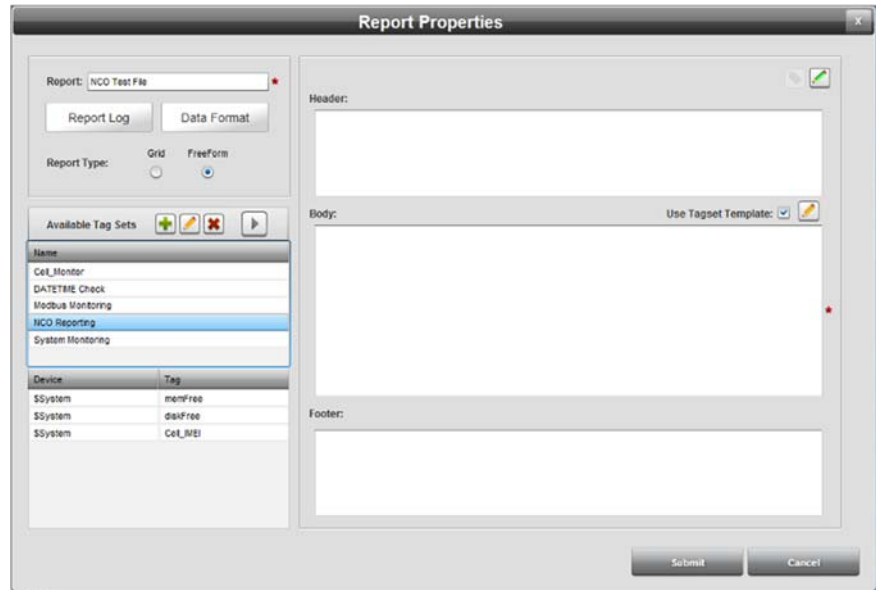 Report Properties
x
Report: NCO Test File *
Report Log Data Format
Report Type: Grid FreeForm
Available Tag Sets
Name
Cell_Monitor
DATETIME Check
Modbus Monitoring
NCO Reporting
System Monitoring
Device Tag
$System memFree
$System diskFree
$System Cell_IMEI
Header:
Body: Use Tagset Template:
*
Footer:
Submit Cancel